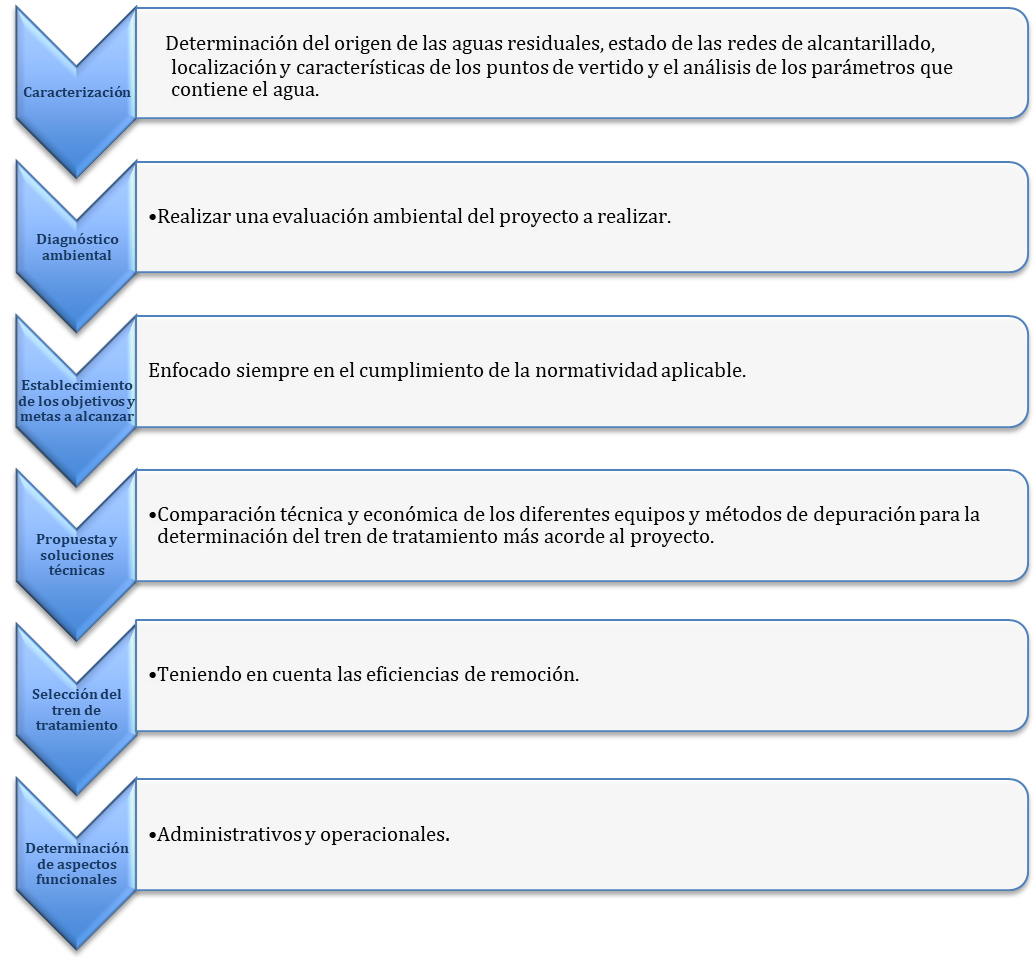 Caracterización
Determinación del origen de las aguas residuales, estado de las redes de alcantarillado,
localización y características de los puntos de vertido y el análisis de los parámetros que
contiene el agua.
Diagnóstico
ambiental
•Realizar una evaluación ambiental del proyecto a realizar.
Establecimiento
de los objetivos y
metas a alcanzar
Enfocado siempre en el cumplimiento de la normatividad aplicable.
Propuesta y
soluciones
técnicas
•Comparación técnica y económica de los diferentes equipos y métodos de depuración para la
determinación del tren de tratamiento más acorde al proyecto.
Selección del
tren de
tratamiento
•Teniendo en cuenta las eficiencias de remoción.
Determinación
de aspectos
funcionales
•Administrativos y operacionales.